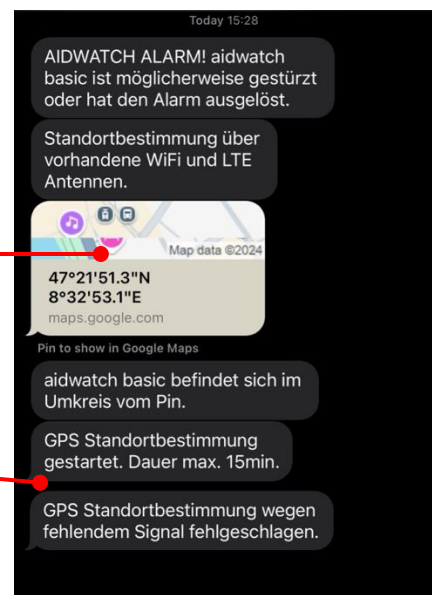 Today 15:28
AIDWATCH ALARM! aidwatch
basic ist möglicherweise gestürzt
oder hat den Alarm ausgelöst.
Standortbestimmung über
vorhandene WiFi und LTE
Antennen.
Map data ©2024
47°21'51.3"N
8°32'53.1"E
maps.google.com
Pin to show in Google Maps
aidwatch basic befindet sich im
Umkreis vom Pin.
GPS Standortbestimmung
gestartet. Dauer max. 15min.
GPS Standortbestimmung wegen
fehlendem Signal fehlgeschlagen.